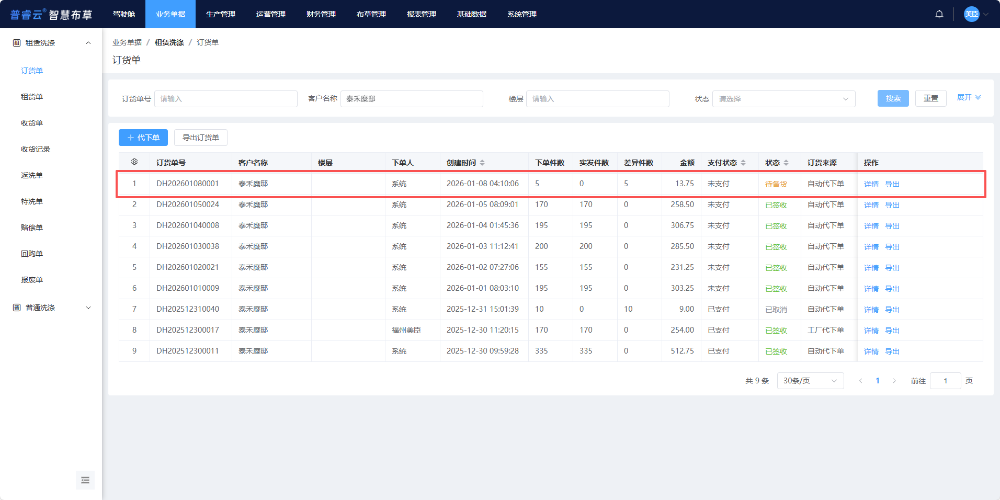 普睿云® 智慧布草 驾驶舱 业务单据 生产管理 运营管理 财务管理 布草管理 报表管理 基础数据 系统管理 美臣
租 租赁洗涤
订货单
租货单
收货单
收货记录
返洗单
特洗单
赔偿单
回购单
报废单
普 普通洗涤
业务单据 / 租赁洗涤 / 订货单
订货单
订货单号 请输入 客户名称 泰禾糜邸 楼层 请输入 状态 请选择 搜索 重置 展开
代下单 导出订货单
订货单号 客户名称 楼层 下单人 创建时间 下单件数 实发件数 差异件数 金额 支付状态 状态 订货来源 操作
1 DH202601080001 泰禾糜邸 系统 2026-01-08 04:10:06 5 0 5 13.75 未支付 待备货 自动代下单 详情 导出
2 DH202601050024 泰禾糜邸 系统 2026-01-05 08:09:01 170 170 0 258.50 未支付 已签收 自动代下单 详情 导出
3 DH202601040008 泰禾糜邸 系统 2026-01-04 01:45:36 195 195 0 306.75 未支付 已签收 自动代下单 详情 导出
4 DH202601030038 泰禾糜邸 系统 2026-01-03 11:12:41 200 200 0 285.50 未支付 已签收 自动代下单 详情 导出
5 DH202601020021 泰禾糜邸 系统 2026-01-02 07:27:06 155 155 0 231.25 未支付 已签收 自动代下单 详情 导出
6 DH202601010009 泰禾糜邸 系统 2026-01-01 08:03:10 195 195 0 303.25 未支付 已签收 自动代下单 详情 导出
7 DH202512310040 泰禾糜邸 系统 2025-12-31 15:01:39 10 0 10 9.00 已支付 已取消 自动代下单 详情 导出
8 DH202512300017 泰禾糜邸 福州美臣 2025-12-30 11:20:15 170 170 0 254.00 已支付 已签收 工厂代下单 详情 导出
9 DH202512300011 泰禾糜邸 系统 2025-12-30 09:59:28 335 335 0 512.75 已支付 已签收 自动代下单 详情 导出
共 9 条 30条/页 1 前往 1 页